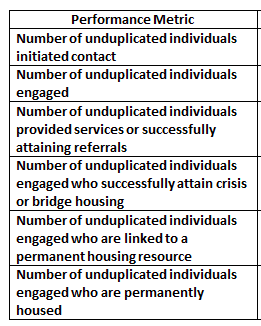 Performance Metric
Number of unduplicated individuals
initiated contact
Number of unduplicated individuals
engaged
Number of unduplicated individuals
provided services or successfully
attaining referrals
Number of unduplicated individuals
engaged who successfully attain crisis
or bridge housing
Number of unduplicated individuals
engaged who are linked to a
permanent housing resource
Number of unduplicated individuals
engaged who are permanently
housed